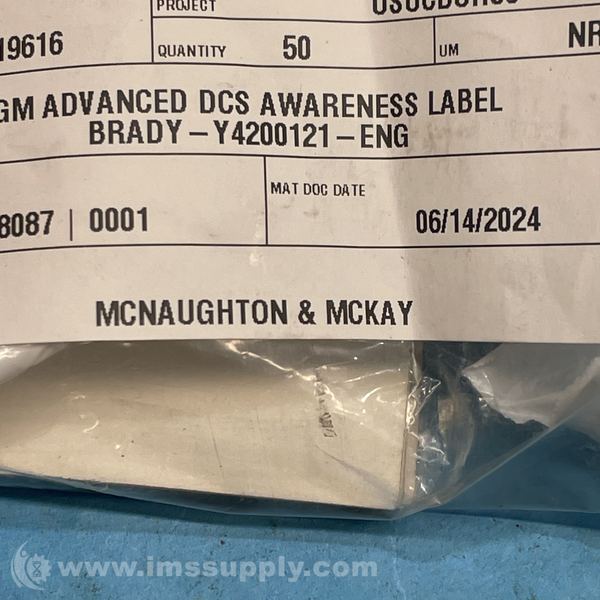 PROJECT
19616
QUANTITY 50 UM NR
GM ADVANCED DCS AWARENESS LABEL
BRADY-Y4200121-ENG
MAT DOC DATE
8087 | 0001 06/14/2024
MCNAUGHTON & MCKAY
www.imssupply.com